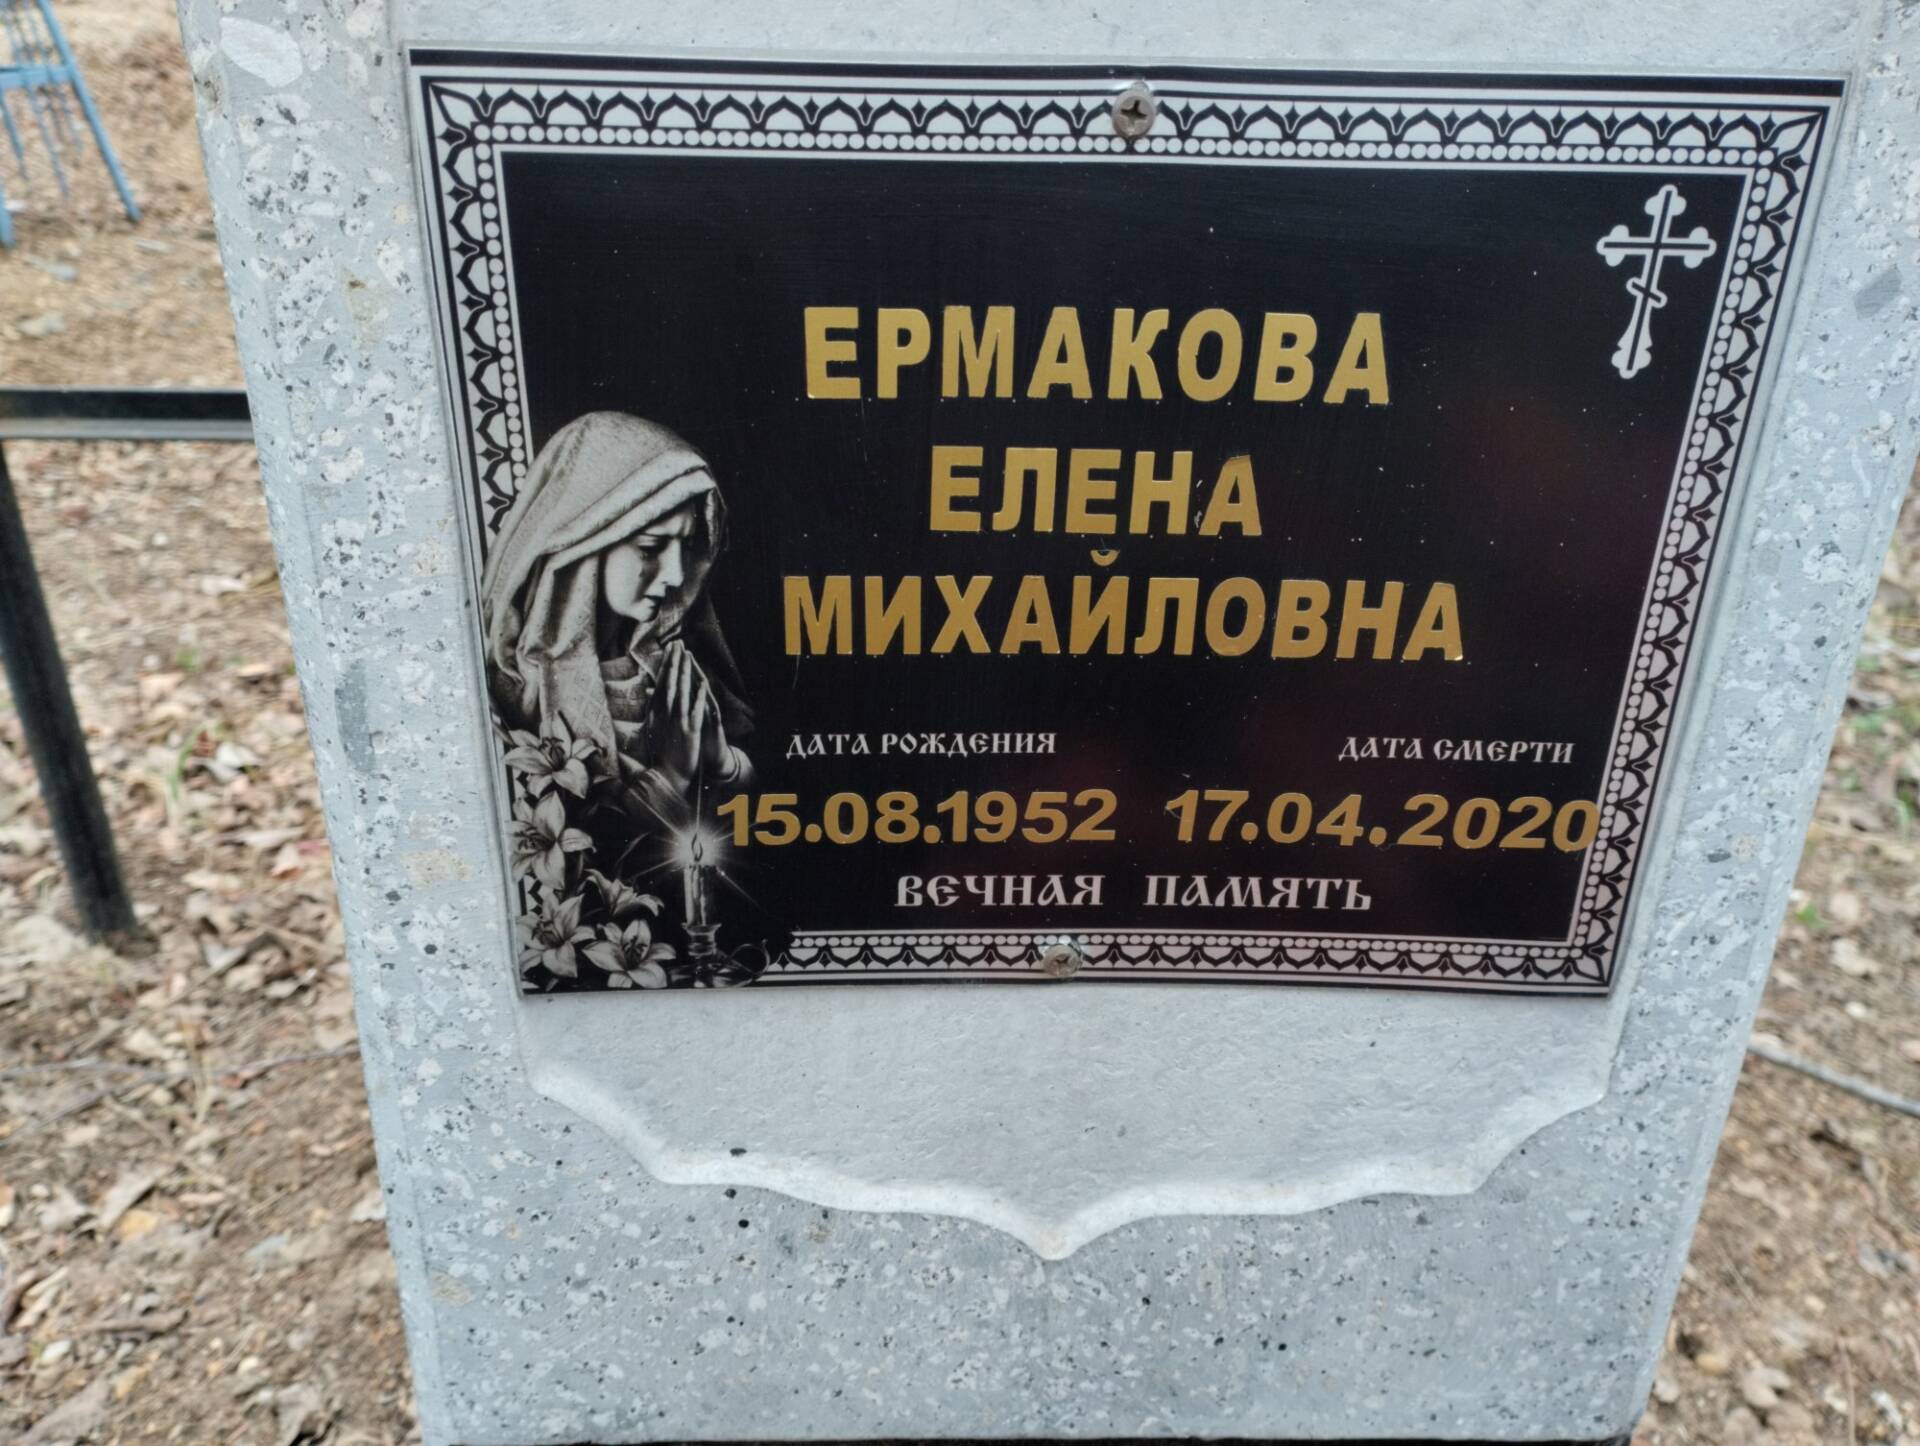 ЕРМАКОВА
ЕЛЕНА
МИХАЙЛОВНА
ДАТА РОЖДЕНИЯ ДАТА СМЕРТИ
15.08.1952 17.04.2020
ВЕЧНАЯ ПАМЯТЬ